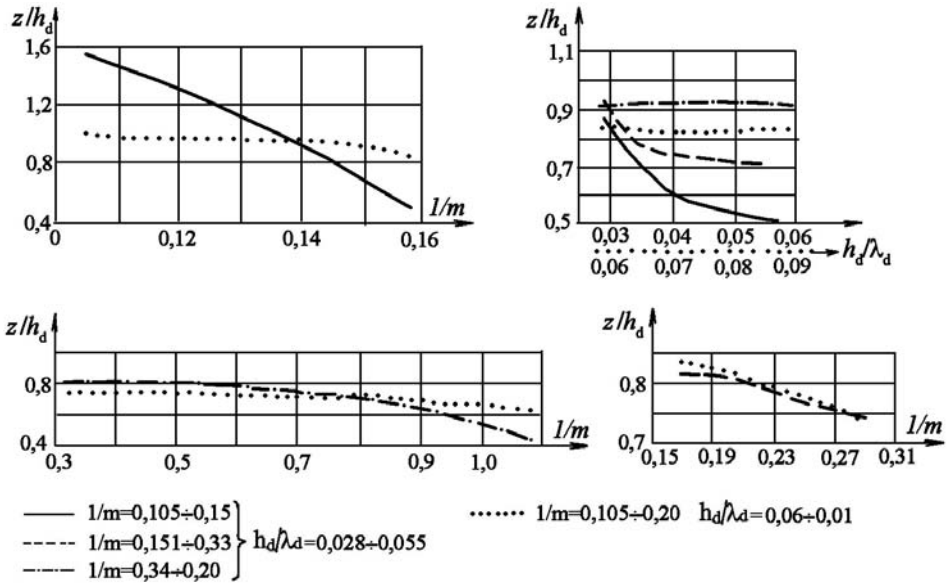 z/h_d
1,6
1,2
0,8
0,4
0 0,12 0,14 0,16
1/m
z/h_d
1,1
0,9
0,7
0,5
0,03 0,04 0,05 0,06
0,06 0,07 0,08 0,09
h_d/λ_d
z/h_d
0,8
0,4
0,3 0,5 0,7 0,9 1,0
1/m
z/h_d
0,8
0,7
0,15 0,19 0,23 0,27 0,31
1/m
1/m=0,105÷0,15
1/m=0,151÷0,33
1/m=0,34÷0,20
h_d/λ_d=0,028÷0,055
1/m=0,105÷0,20 h_d/λ_d=0,06÷0,01